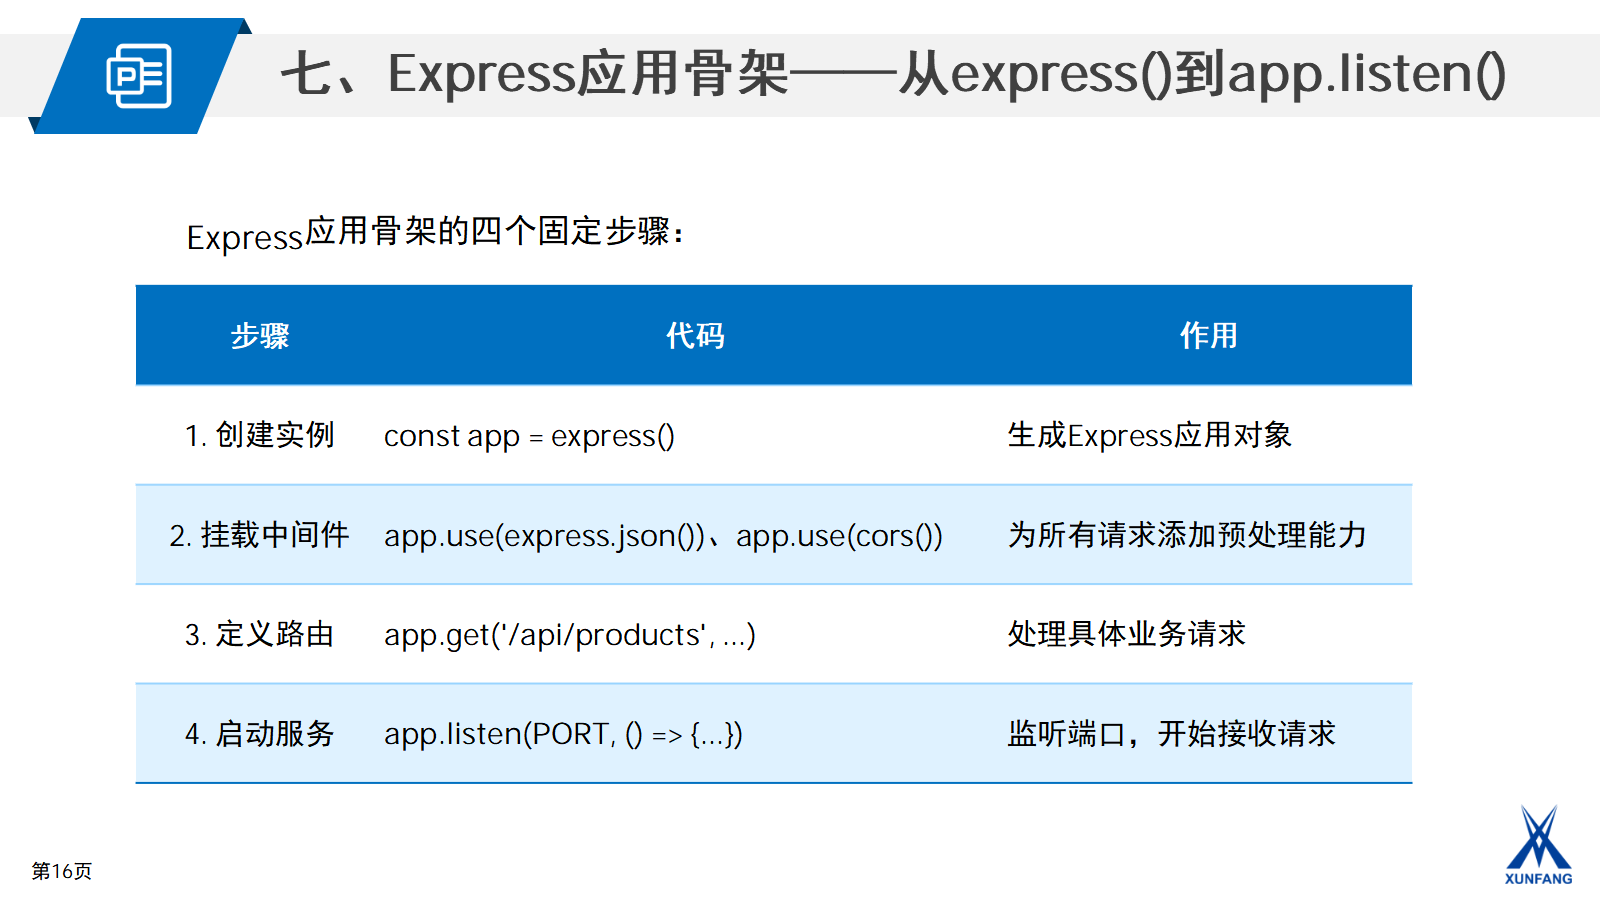 七、Express应用骨架——从express()到app.listen()
Express应用骨架的四个固定步骤：
步骤 代码 作用
1. 创建实例 const app = express() 生成Express应用对象
2. 挂载中间件 app.use(express.json())、app.use(cors()) 为所有请求添加预处理能力
3. 定义路由 app.get('/api/products', ...) 处理具体业务请求
4. 启动服务 app.listen(PORT, () => {...}) 监听端口，开始接收请求
第16页
XUNFANG